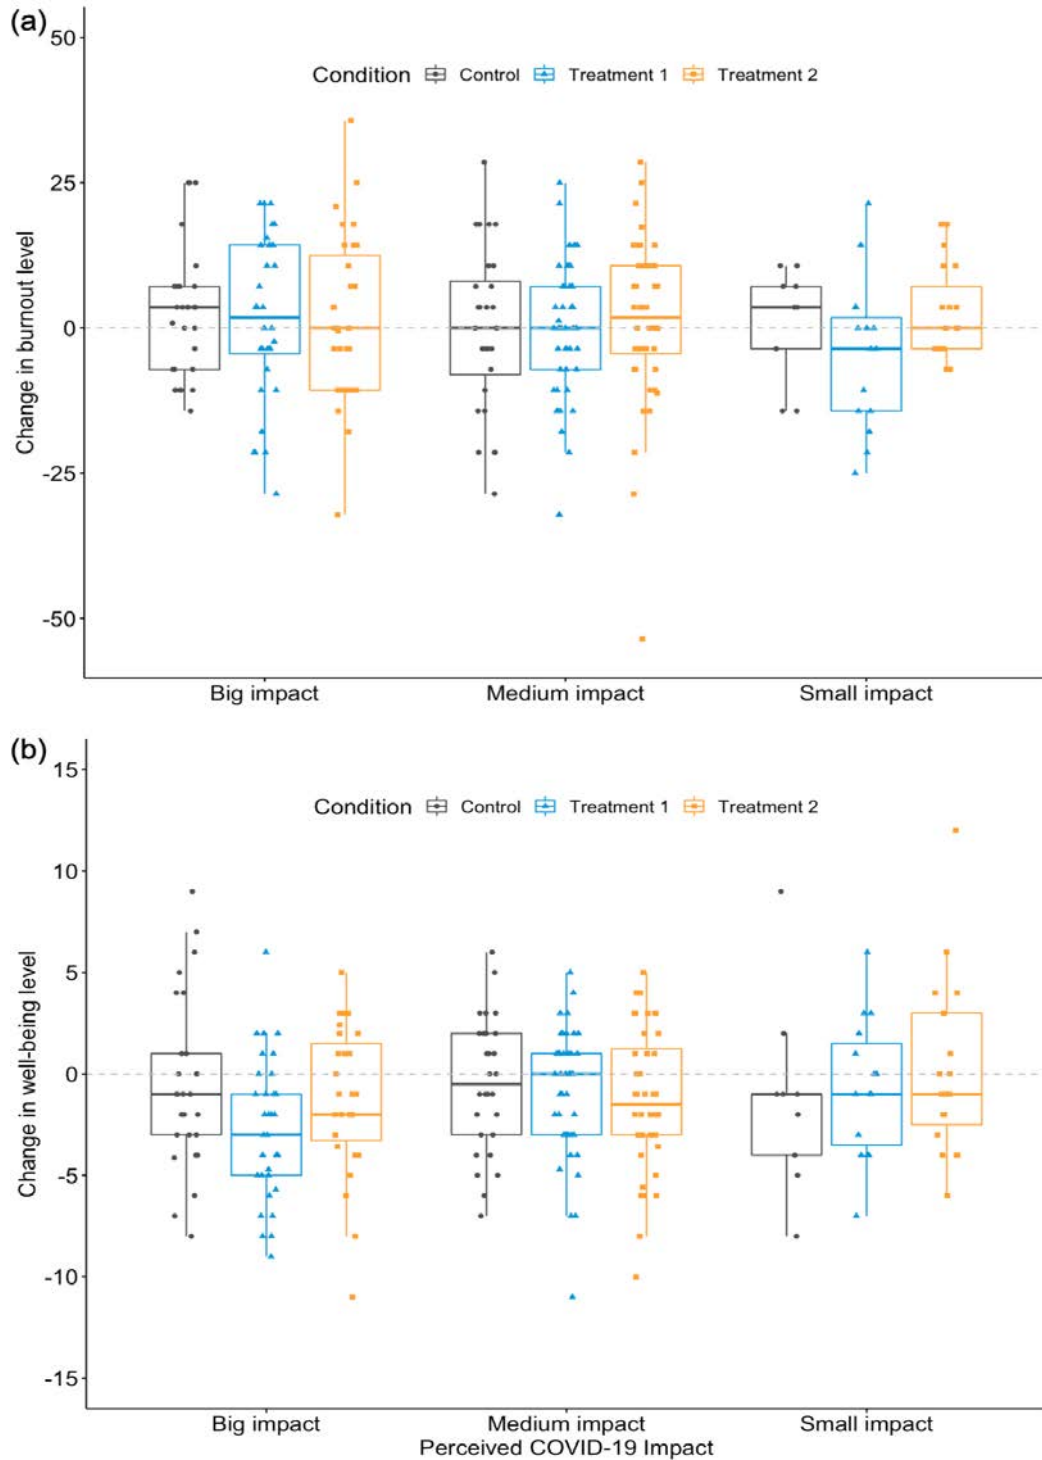 (a)
50
Condition Control Treatment 1 Treatment 2
25
0
-25
-50
Change in burnout level
Big impact Medium impact Small impact
(b)
15
Condition Control Treatment 1 Treatment 2
10
5
0
-5
-10
-15
Change in well-being level
Big impact Medium impact Small impact
Perceived COVID-19 Impact